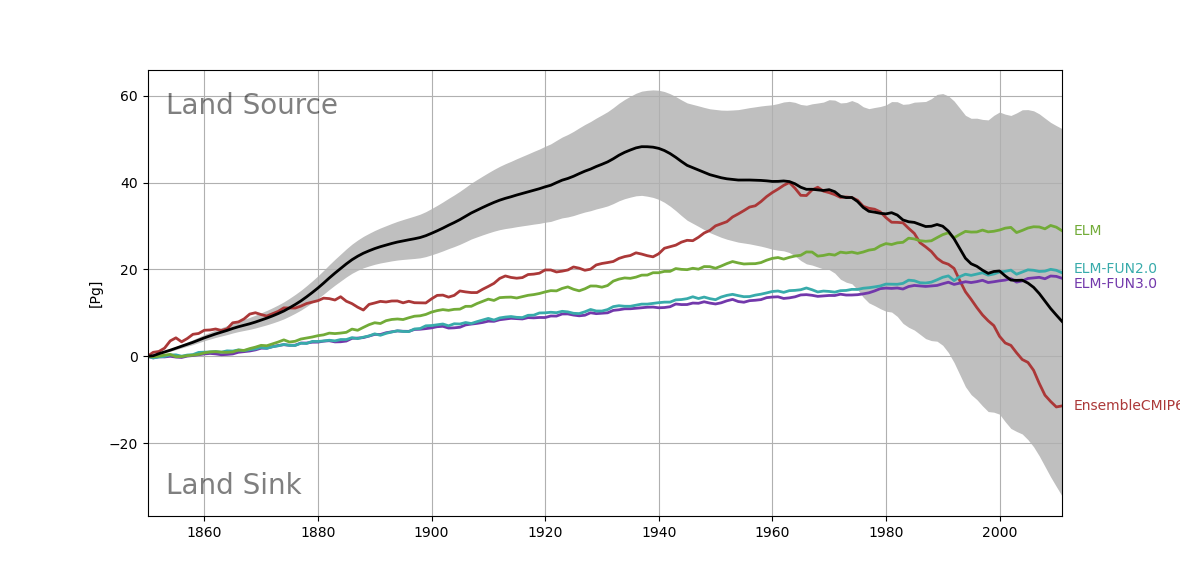 Land Source
60
40
20
0
−20
[Pg]
Land Sink
1860
1880
1900
1920
1940
1960
1980
2000
ELM
ELM-FUN2.0
ELM-FUN3.0
EnsembleCMIP6